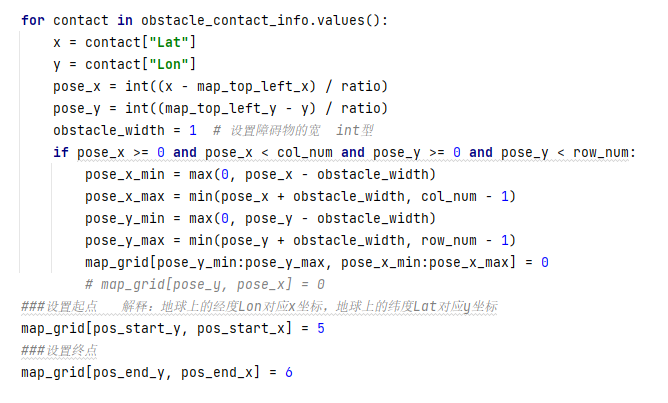 for contact in obstacle_contact_info.values():
    x = contact["Lat"]
    y = contact["Lon"]
    pose_x = int((x - map_top_left_x) / ratio)
    pose_y = int((map_top_left_y - y) / ratio)
    obstacle_width = 1  # 设置障碍物的宽  int型
    if pose_x >= 0 and pose_x < col_num and pose_y >= 0 and pose_y < row_num:
        pose_x_min = max(0, pose_x - obstacle_width)
        pose_x_max = min(pose_x + obstacle_width, col_num - 1)
        pose_y_min = max(0, pose_y - obstacle_width)
        pose_y_max = min(pose_y + obstacle_width, row_num - 1)
        map_grid[pose_y_min:pose_y_max, pose_x_min:pose_x_max] = 0
        # map_grid[pose_y, pose_x] = 0
###设置起点   解释：地球上的经度Lon对应x坐标，地球上的纬度Lat对应y坐标
map_grid[pos_start_y, pos_start_x] = 5
###设置终点
map_grid[pos_end_y, pos_end_x] = 6